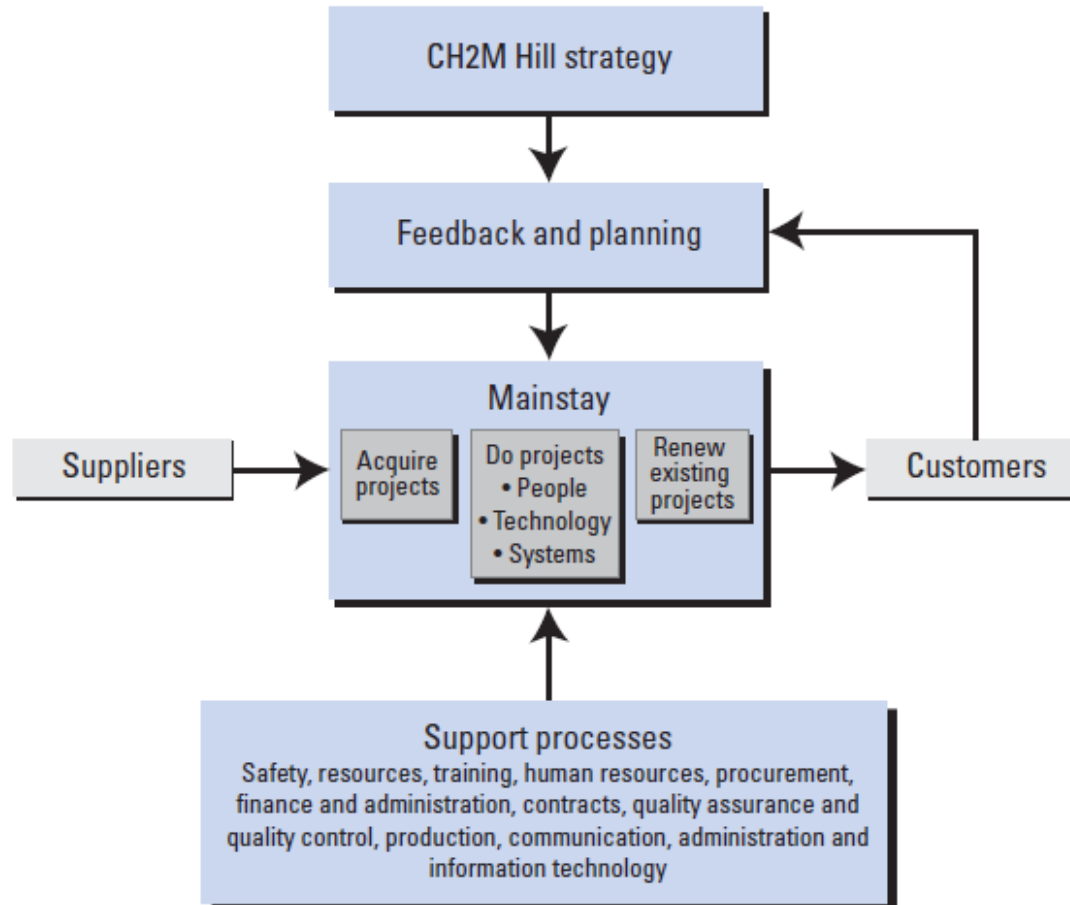 CH2M Hill strategy
Feedback and planning
Mainstay
Suppliers
Acquire
projects
Do projects
• People
• Technology
• Systems
Renew
existing
projects
Customers
Support processes
Safety, resources, training, human resources, procurement,
finance and administration, contracts, quality assurance and
quality control, production, communication, administration and
information technology